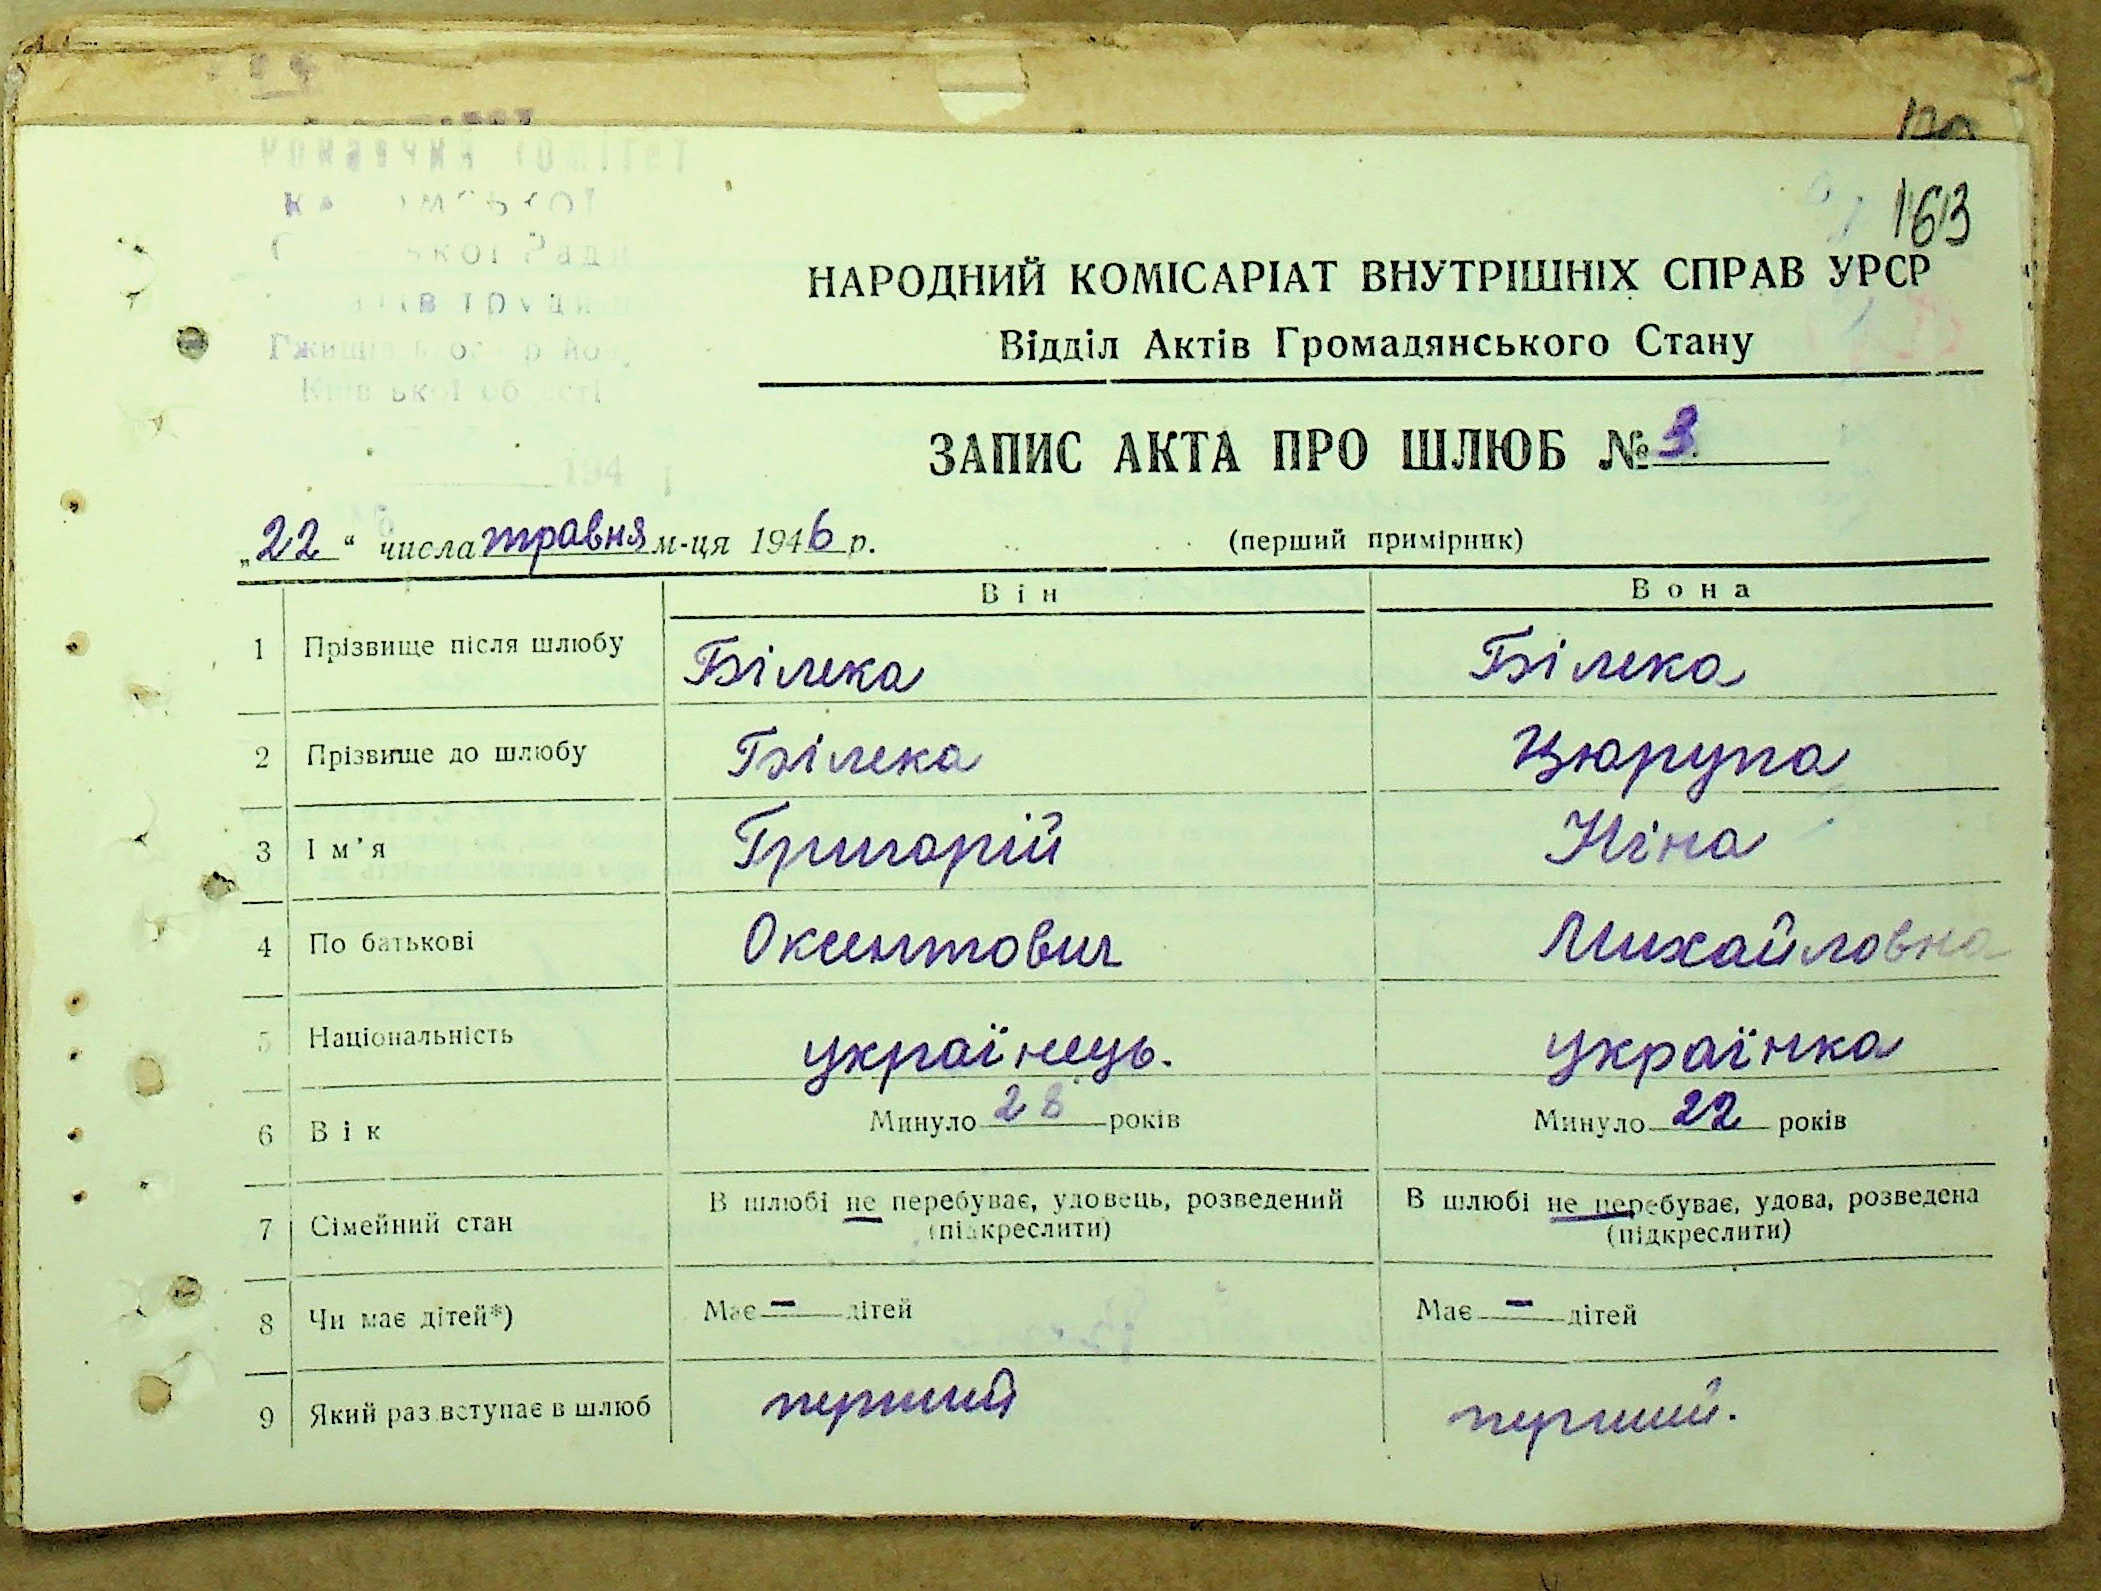 163
НАРОДНИЙ КОМІСАРІАТ ВНУТРІШНІХ СПРАВ УРСР
Відділ Актів Громадянського Стану
ЗАПИС АКТА ПРО ШЛЮБ № 3
„22“ числа травня м-ця 1946 р. (перший примірник)
Він Вона
1 Прізвище після шлюбу Білека Білека
2 Прізвище до шлюбу Білека Цюрупа
3 Ім’я Григорій Ніна
4 По батькові Оксентович Михайловна
5 Національність українець. українка
6 Вік Минуло 28 років Минуло 22 років
7 Сімейний стан В шлюбі не перебуває, удовець, розведений В шлюбі не перебуває, удова, розведена
(підкреслити) (підкреслити)
8 Чи має дітей*) Має – дітей Має – дітей
9 Який раз вступає в шлюб перший перший.